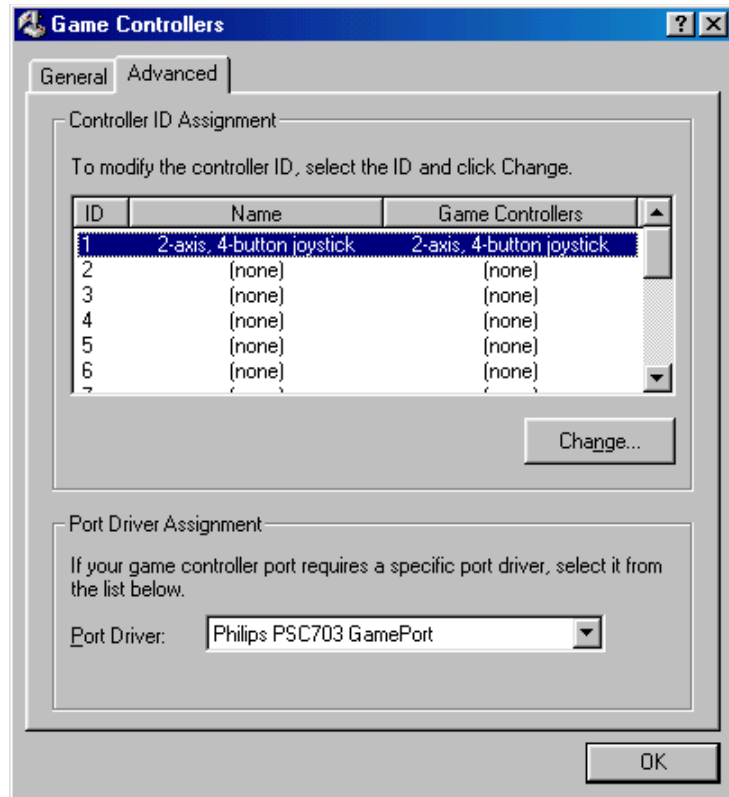 Game Controllers
General Advanced
Controller ID Assignment
To modify the controller ID, select the ID and click Change.
ID Name Game Controllers
1 2-axis, 4-button joystick 2-axis, 4-button joystick
2 (none) (none)
3 (none) (none)
4 (none) (none)
5 (none) (none)
6 (none) (none)
Change...
Port Driver Assignment
If your game controller port requires a specific port driver, select it from
the list below.
Port Driver: Philips PSC703 GamePort
OK